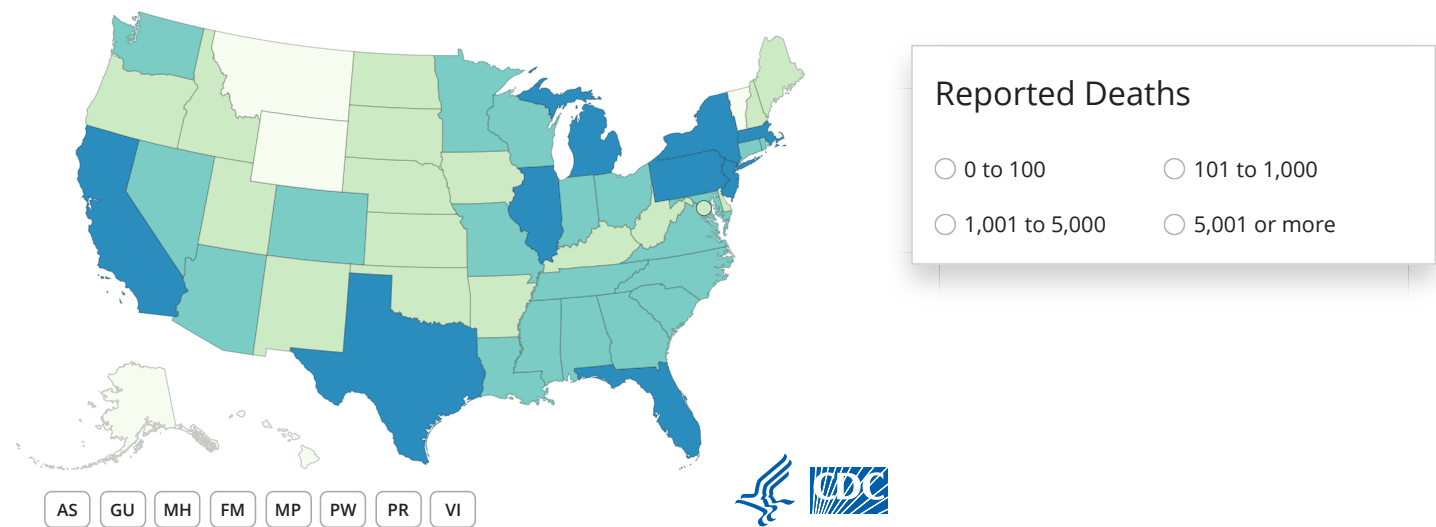 Reported Deaths
0 to 100
101 to 1,000
1,001 to 5,000
5,001 or more
AS GU MH FM MP PW PR VI
CDC